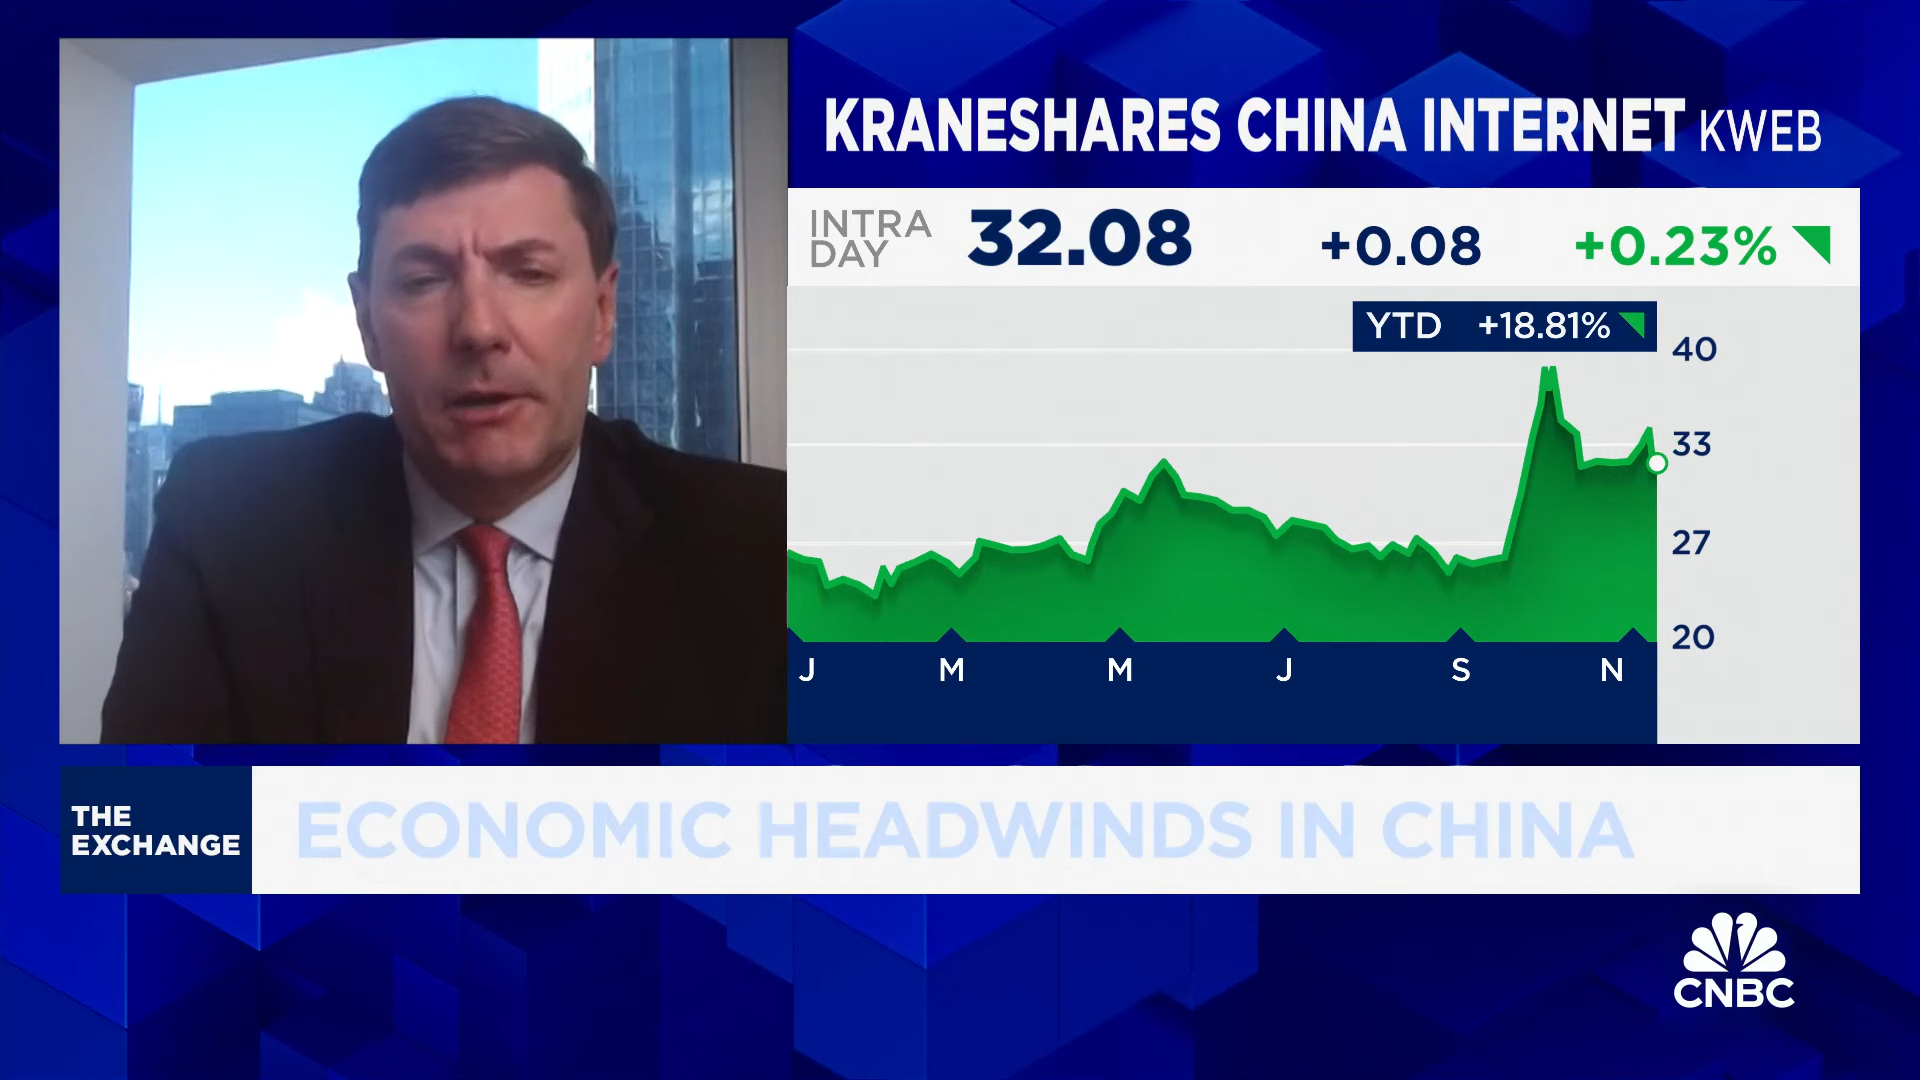 KRANESHARES CHINA INTERNET KWEB
INTRA
DAY
32.08 +0.08 +0.23%
YTD +18.81%
40
33
27
20
J M M J S N
THE
EXCHANGE
ECONOMIC HEADWINDS IN CHINA
CNBC